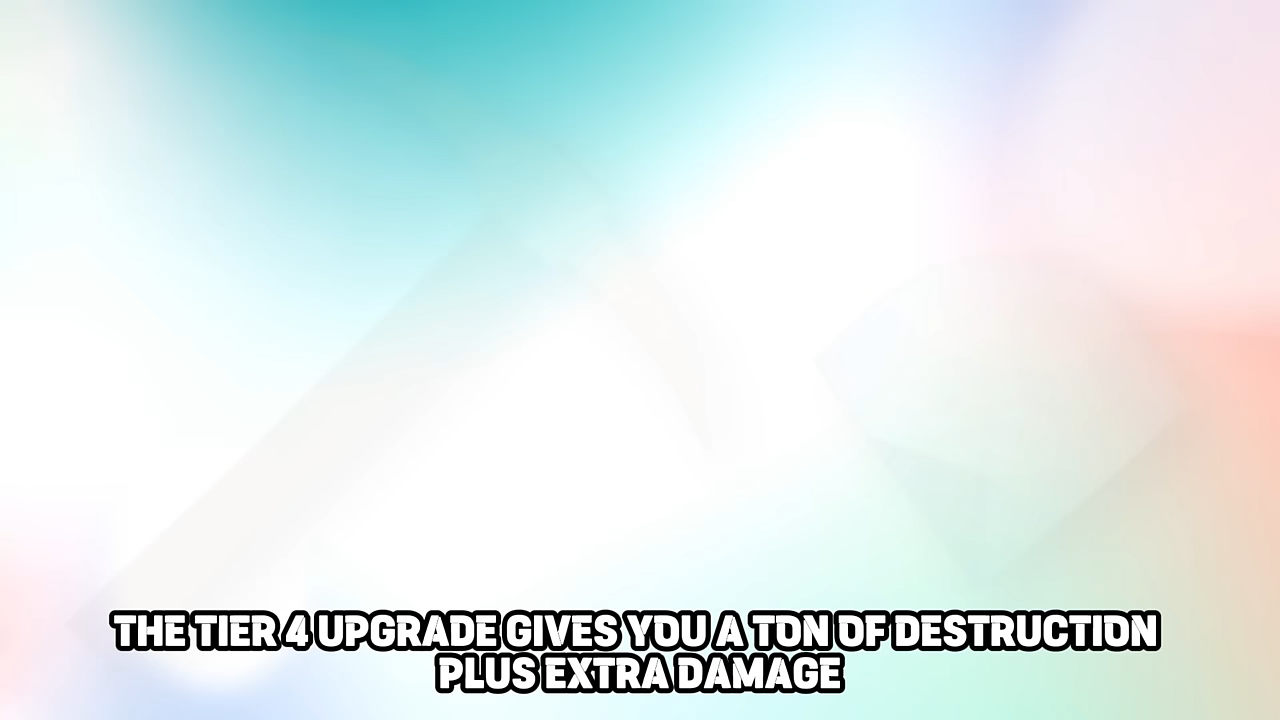 THE TIER 4 UPGRADE GIVES YOU A TON OF DESTRUCTION
PLUS EXTRA DAMAGE